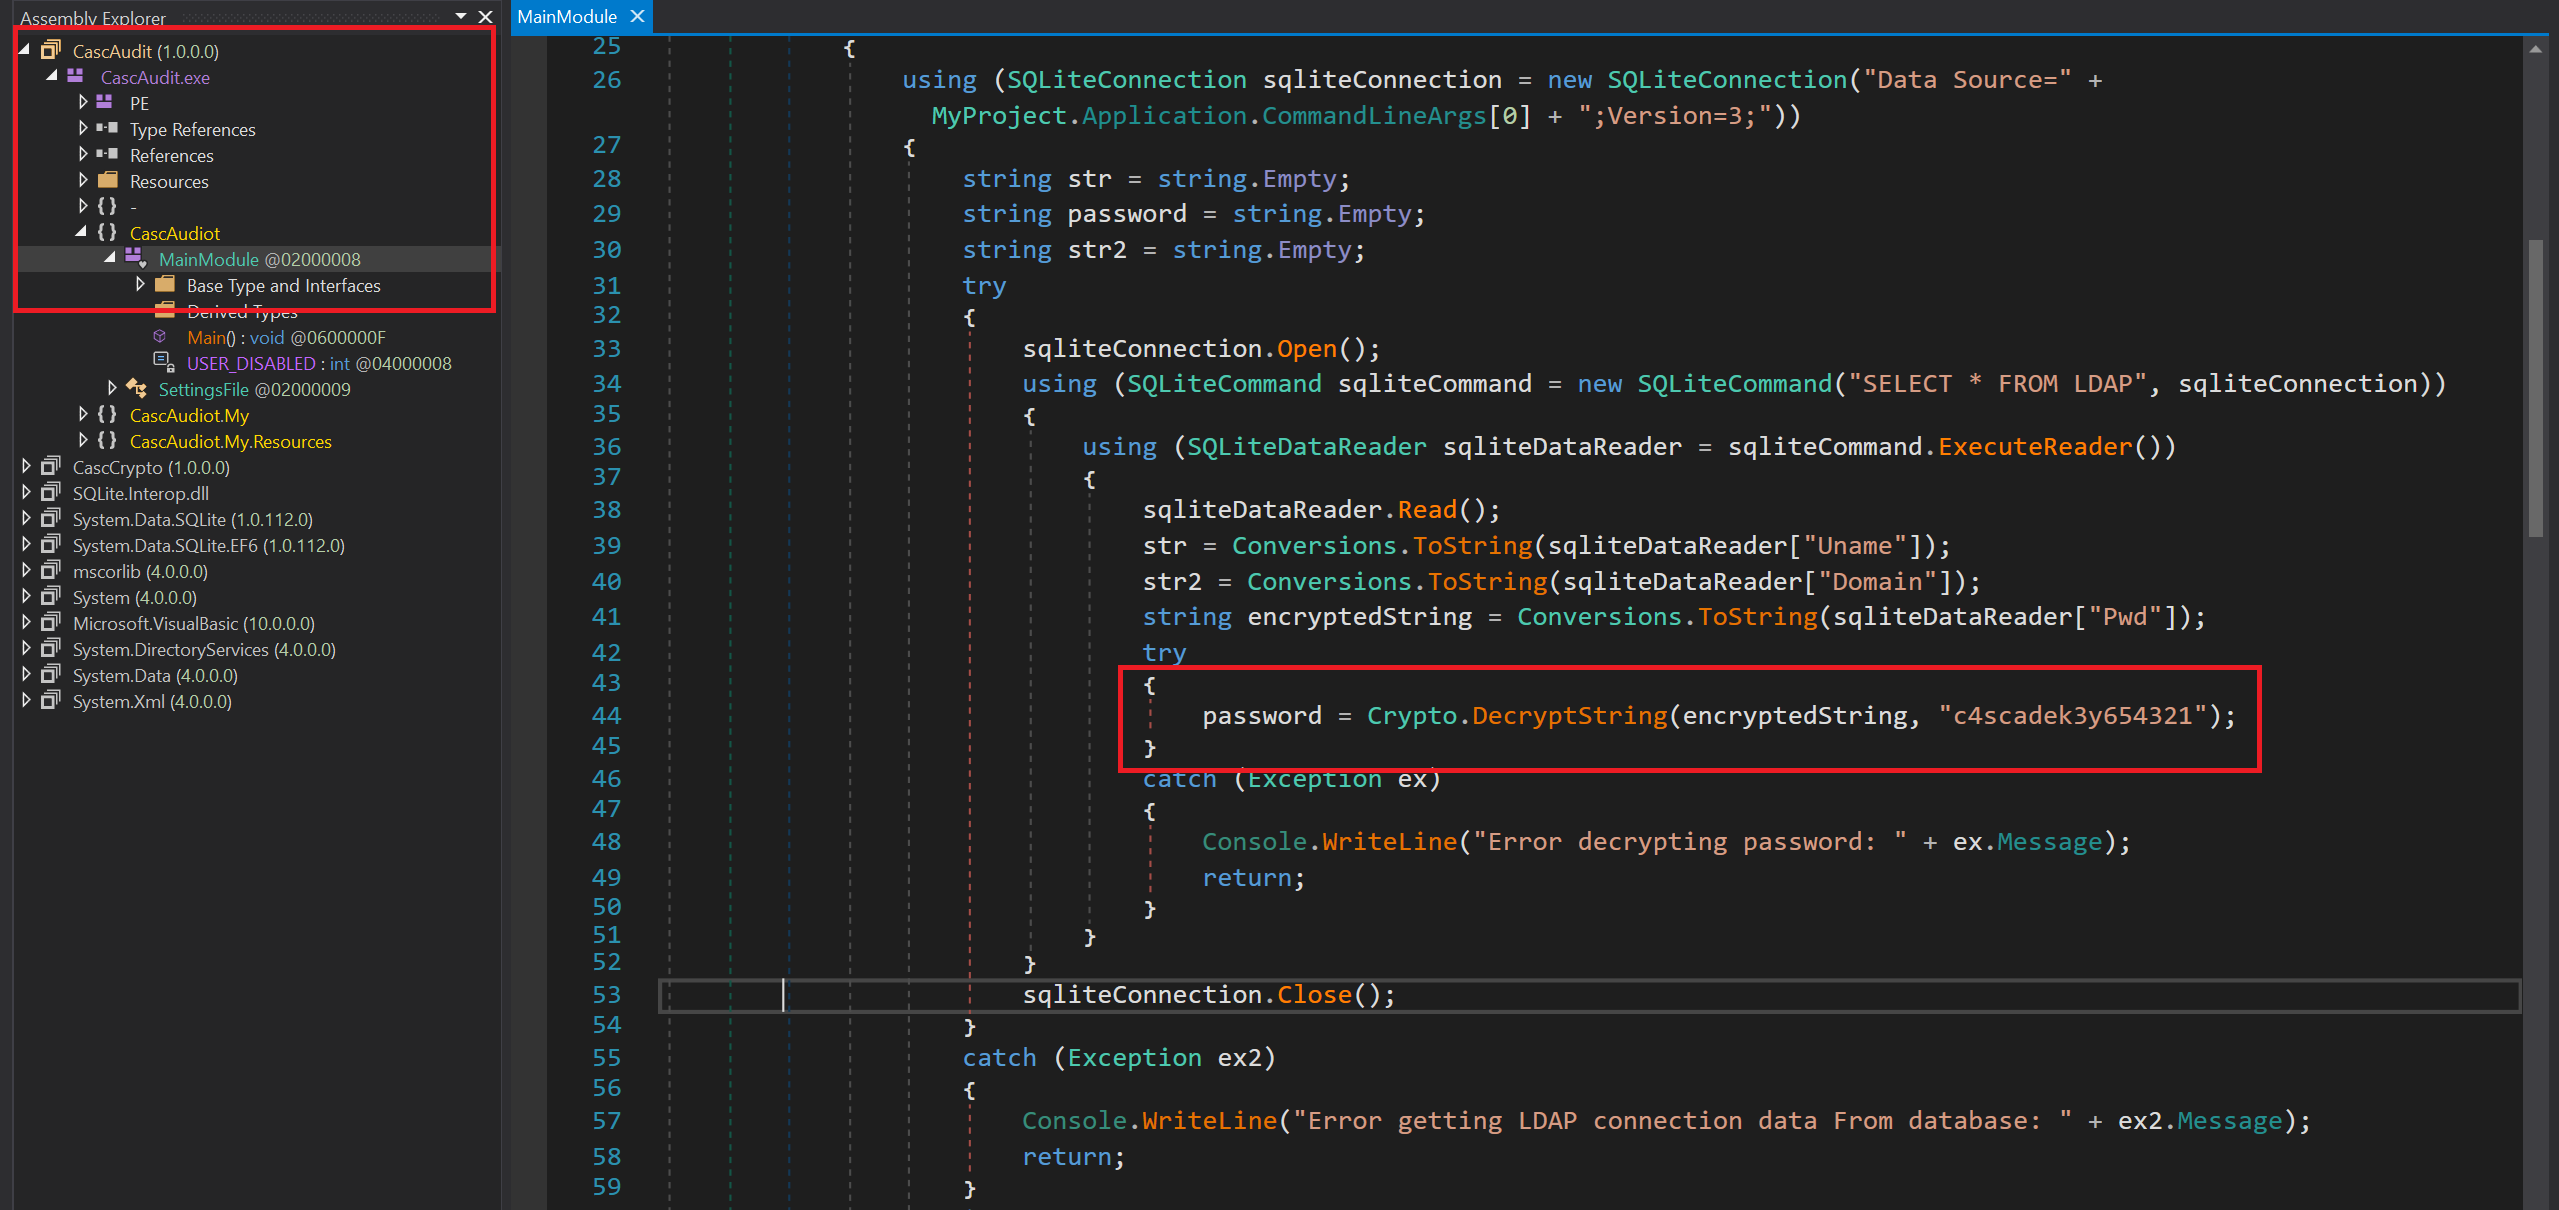 Assembly Explorer
CascAudit (1.0.0.0)
CascAudit.exe
PE
Type References
References
Resources
{ } -
{ } CascAudiot
MainModule @02000008
Base Type and Interfaces
Derived Types
Main() : void @0600000F
USER_DISABLED : int @04000008
SettingsFile @02000009
{ } CascAudiot.My
{ } CascAudiot.My.Resources
CascCrypto (1.0.0.0)
SQLite.Interop.dll
System.Data.SQLite (1.0.112.0)
System.Data.SQLite.EF6 (1.0.112.0)
mscorlib (4.0.0.0)
System (4.0.0.0)
Microsoft.VisualBasic (10.0.0.0)
System.DirectoryServices (4.0.0.0)
System.Data (4.0.0.0)
System.Xml (4.0.0.0)
MainModule
25 {
26 using (SQLiteConnection sqliteConnection = new SQLiteConnection("Data Source=" +
MyProject.Application.CommandLineArgs[0] + ";Version=3;"))
27 {
28 string str = string.Empty;
29 string password = string.Empty;
30 string str2 = string.Empty;
31 try
32 {
33 sqliteConnection.Open();
34 using (SQLiteCommand sqliteCommand = new SQLiteCommand("SELECT * FROM LDAP", sqliteConnection))
35 {
36 using (SQLiteDataReader sqliteDataReader = sqliteCommand.ExecuteReader())
37 {
38 sqliteDataReader.Read();
39 str = Conversions.ToString(sqliteDataReader["Uname"]);
40 str2 = Conversions.ToString(sqliteDataReader["Domain"]);
41 string encryptedString = Conversions.ToString(sqliteDataReader["Pwd"]);
42 try
43 {
44 password = Crypto.DecryptString(encryptedString, "c4scadek3y654321");
45 }
46 catch (Exception ex)
47 {
48 Console.WriteLine("Error decrypting password: " + ex.Message);
49 return;
50 }
51 }
52 }
53 sqliteConnection.Close();
54 }
55 catch (Exception ex2)
56 {
57 Console.WriteLine("Error getting LDAP connection data From database: " + ex2.Message);
58 return;
59 }